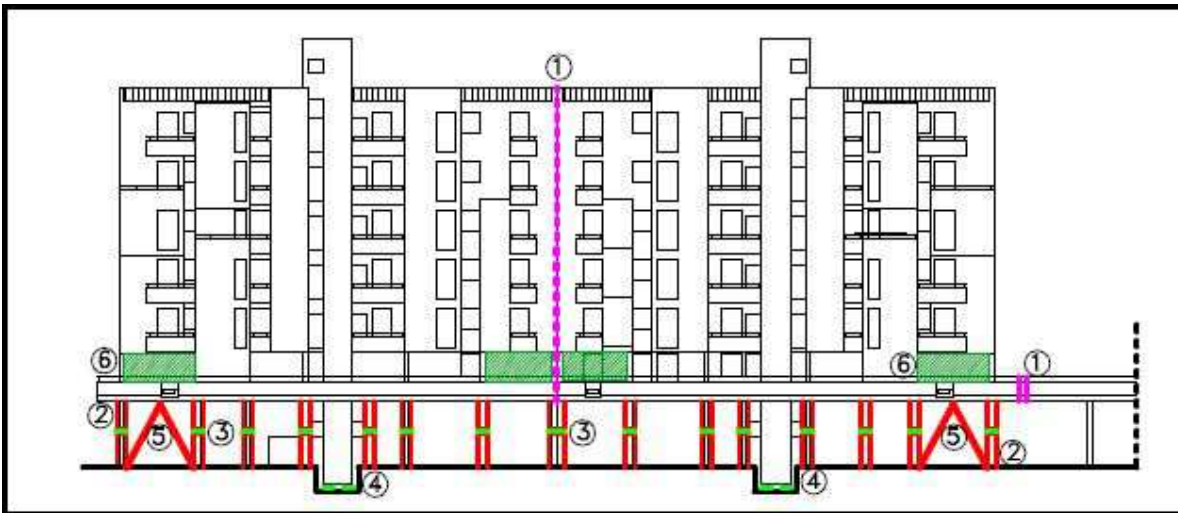 ①
⑥ ⑥ ①
② ⑤ ③ ③ ⑤ ②
④ ④